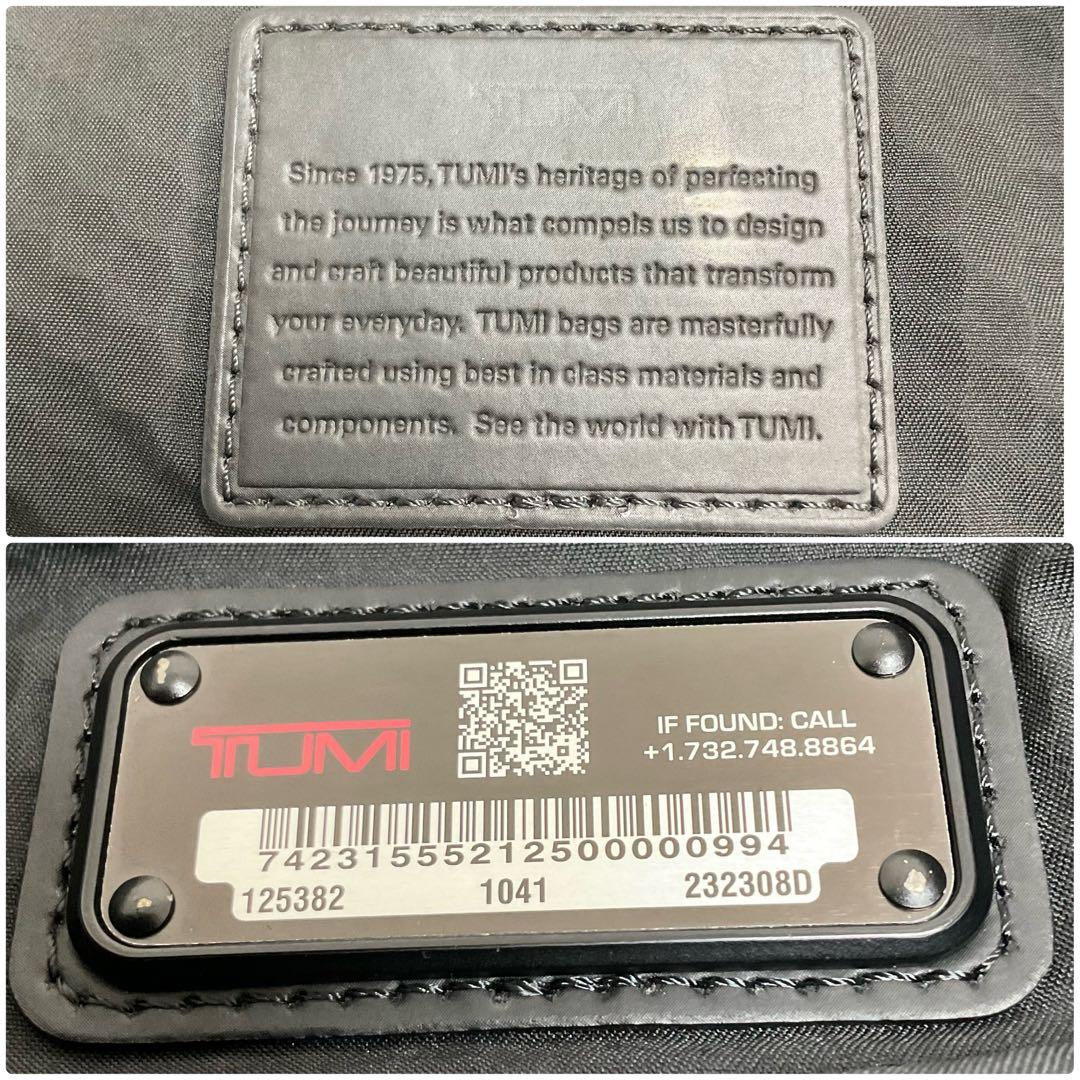 TUMI
Since 1975, TUMI's heritage of perfecting
the journey is what compels us to design
and craft beautiful products that transform
your everyday. TUMI bags are masterfully
crafted using best in class materials and
components. See the world with TUMI.
TUMI
IF FOUND: CALL
+1.732.748.8864
74231555212500000994
125382 1041 232308D